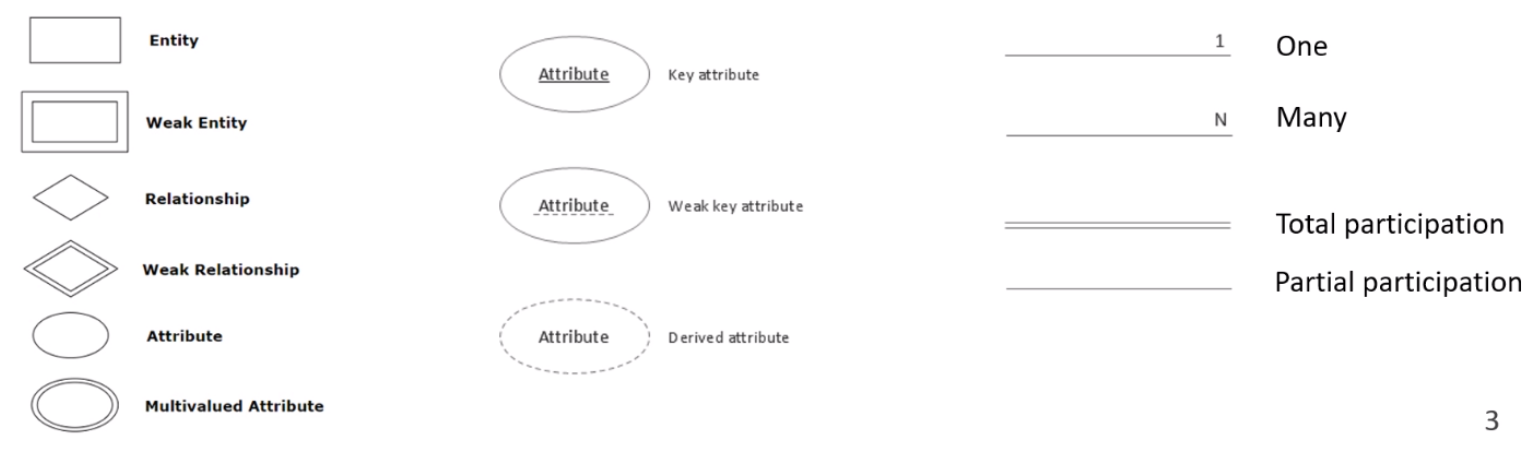 Entity
Weak Entity
Relationship
Weak Relationship
Attribute
Multivalued Attribute
Attribute
Key attribute
Attribute
Weak key attribute
Attribute
Derived attribute
1
One
N
Many
Total participation
Partial participation
3